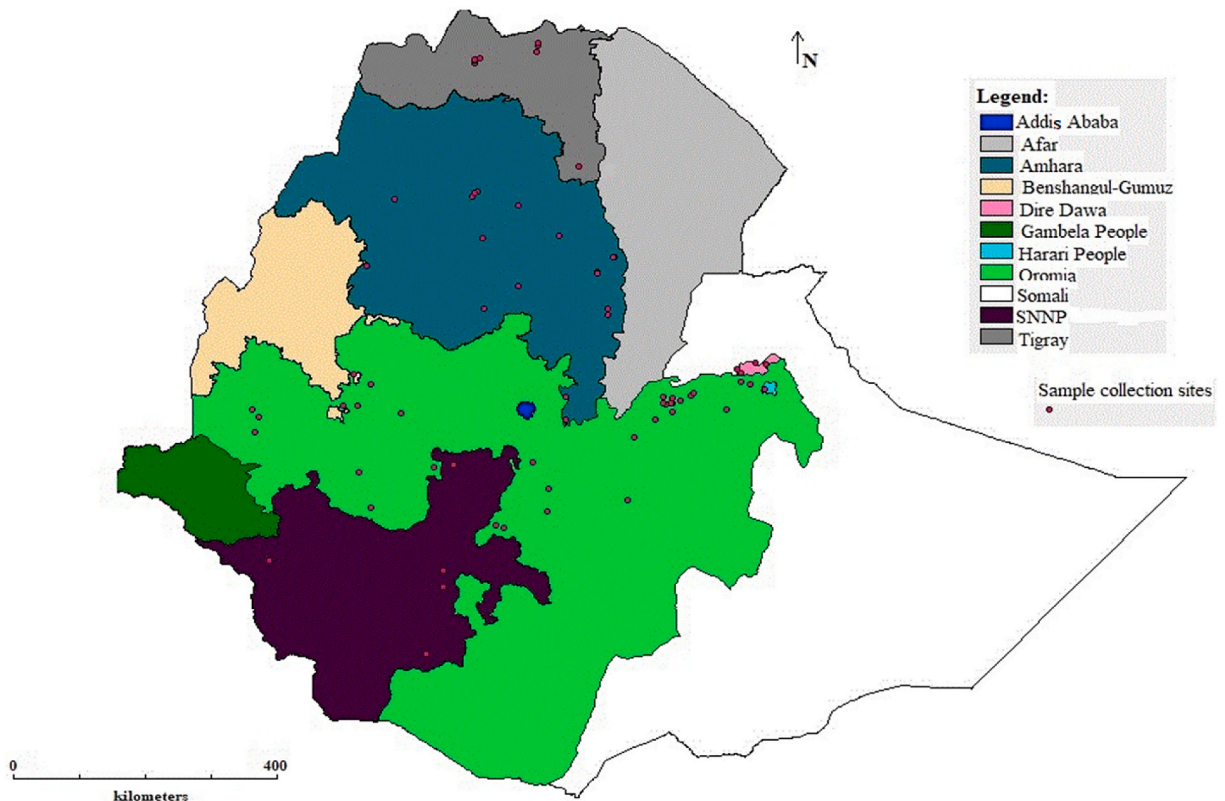 N
Legend:
Addis Ababa
Afar
Amhara
Benshangul-Gumuz
Dire Dawa
Gambela People
Harari People
Oromia
Somali
SNNP
Tigray
Sample collection sites
0 400
kilometers